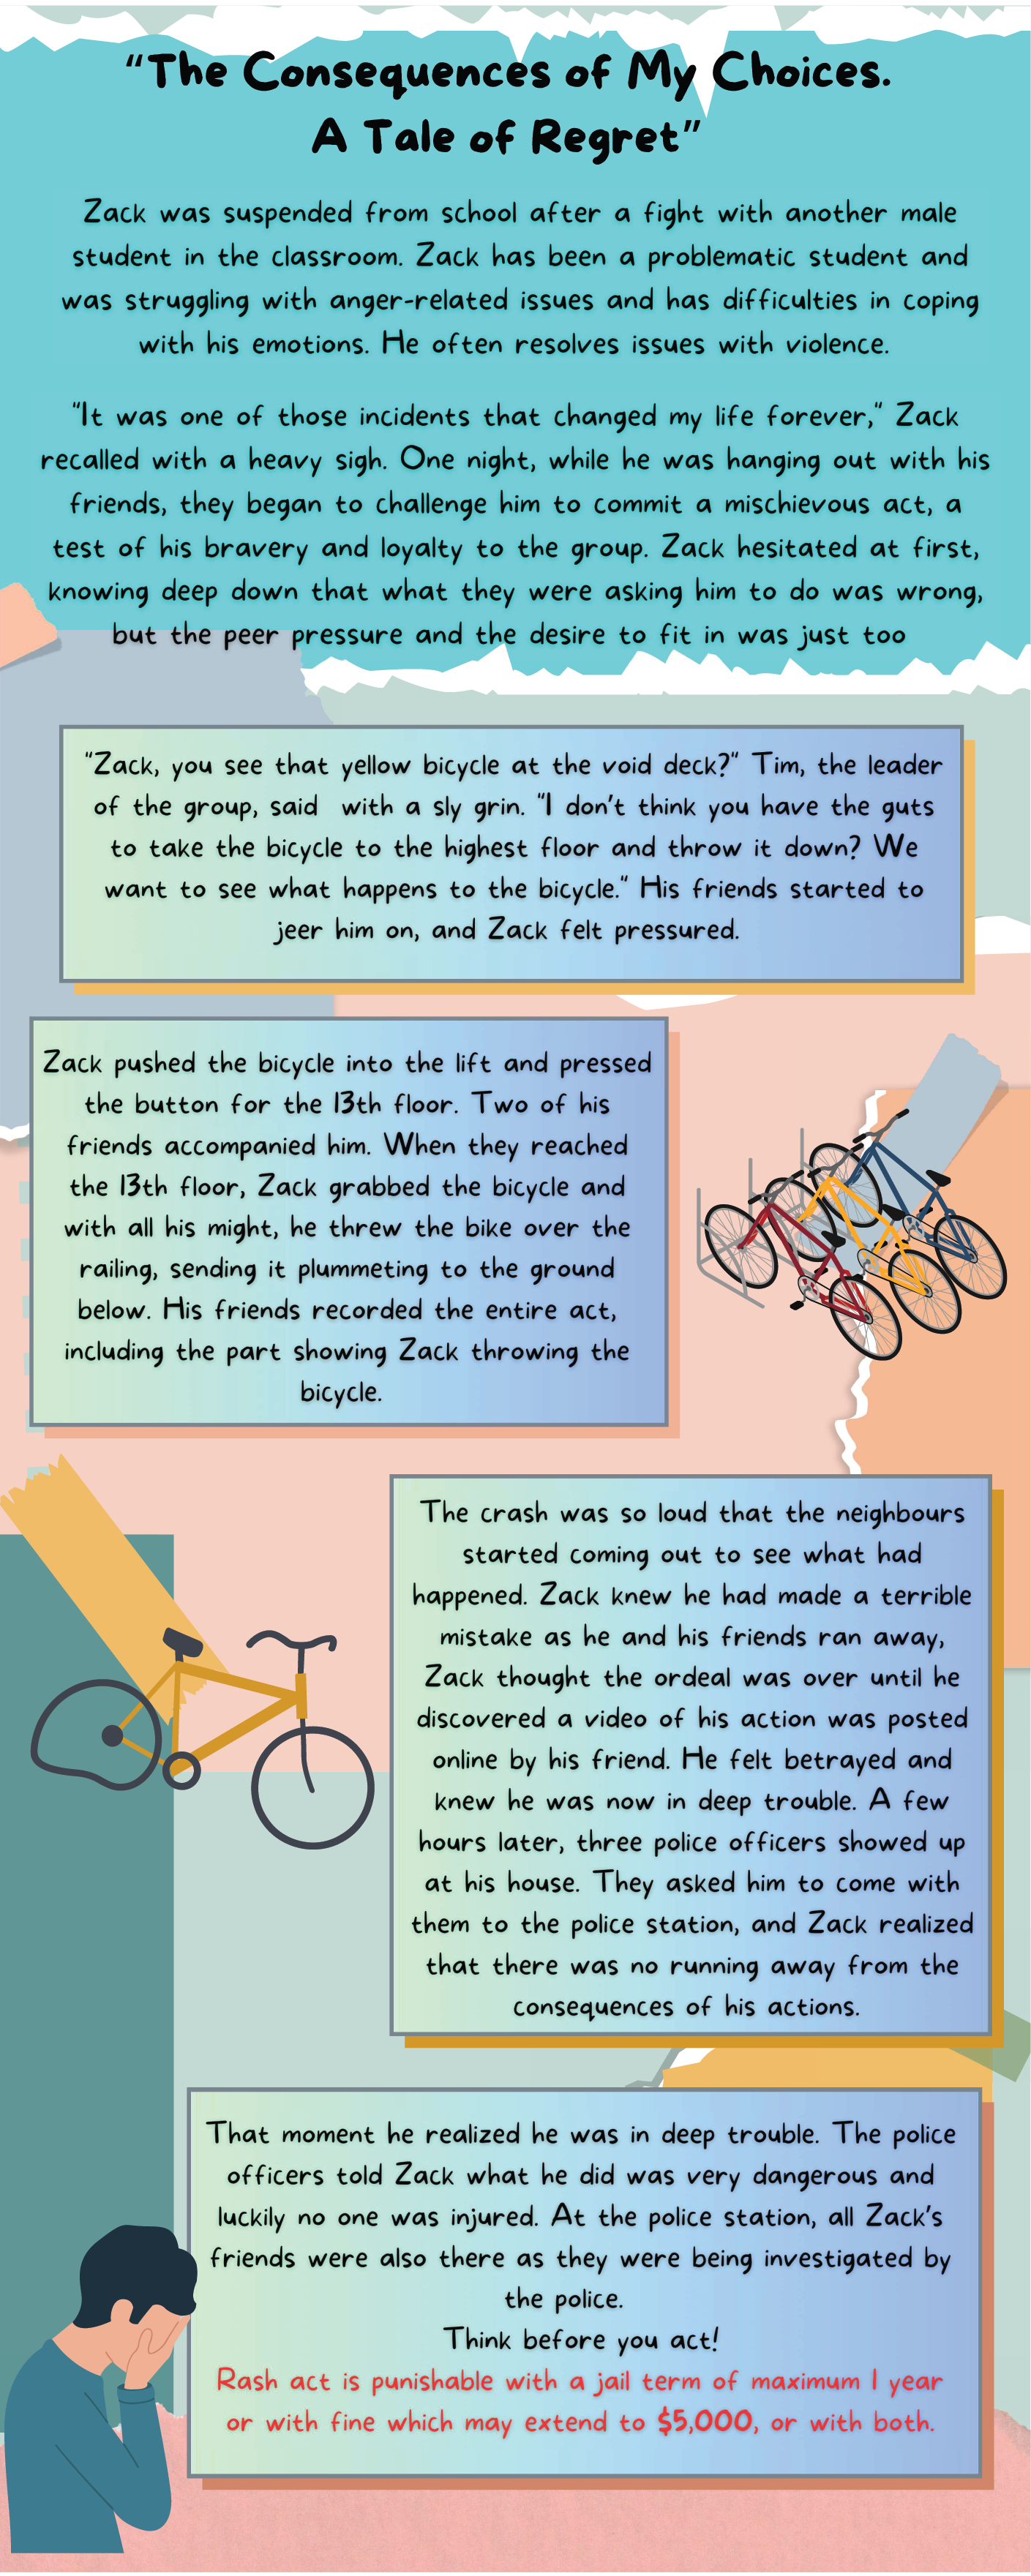 “The Consequences of My Choices.
A Tale of Regret”
Zack was suspended from school after a fight with another male
student in the classroom. Zack has been a problematic student and
was struggling with anger-related issues and has difficulties in coping
with his emotions. He often resolves issues with violence.
"It was one of those incidents that changed my life forever," Zack
recalled with a heavy sigh. One night, while he was hanging out with his
friends, they began to challenge him to commit a mischievous act, a
test of his bravery and loyalty to the group. Zack hesitated at first,
knowing deep down that what they were asking him to do was wrong,
but the peer pressure and the desire to fit in was just too
"Zack, you see that yellow bicycle at the void deck?" Tim, the leader
of the group, said with a sly grin. "I don't think you have the guts
to take the bicycle to the highest floor and throw it down? We
want to see what happens to the bicycle." His friends started to
jeer him on, and Zack felt pressured.
Zack pushed the bicycle into the lift and pressed
the button for the 13th floor. Two of his
friends accompanied him. When they reached
the 13th floor, Zack grabbed the bicycle and
with all his might, he threw the bike over the
railing, sending it plummeting to the ground
below. His friends recorded the entire act,
including the part showing Zack throwing the
bicycle.
The crash was so loud that the neighbours
started coming out to see what had
happened. Zack knew he had made a terrible
mistake as he and his friends ran away,
Zack thought the ordeal was over until he
discovered a video of his action was posted
online by his friend. He felt betrayed and
knew he was now in deep trouble. A few
hours later, three police officers showed up
at his house. They asked him to come with
them to the police station, and Zack realized
that there was no running away from the
consequences of his actions.
That moment he realized he was in deep trouble. The police
officers told Zack what he did was very dangerous and
luckily no one was injured. At the police station, all Zack's
friends were also there as they were being investigated by
the police.
Think before you act!
Rash act is punishable with a jail term of maximum 1 year
or with fine which may extend to $5,000, or with both.